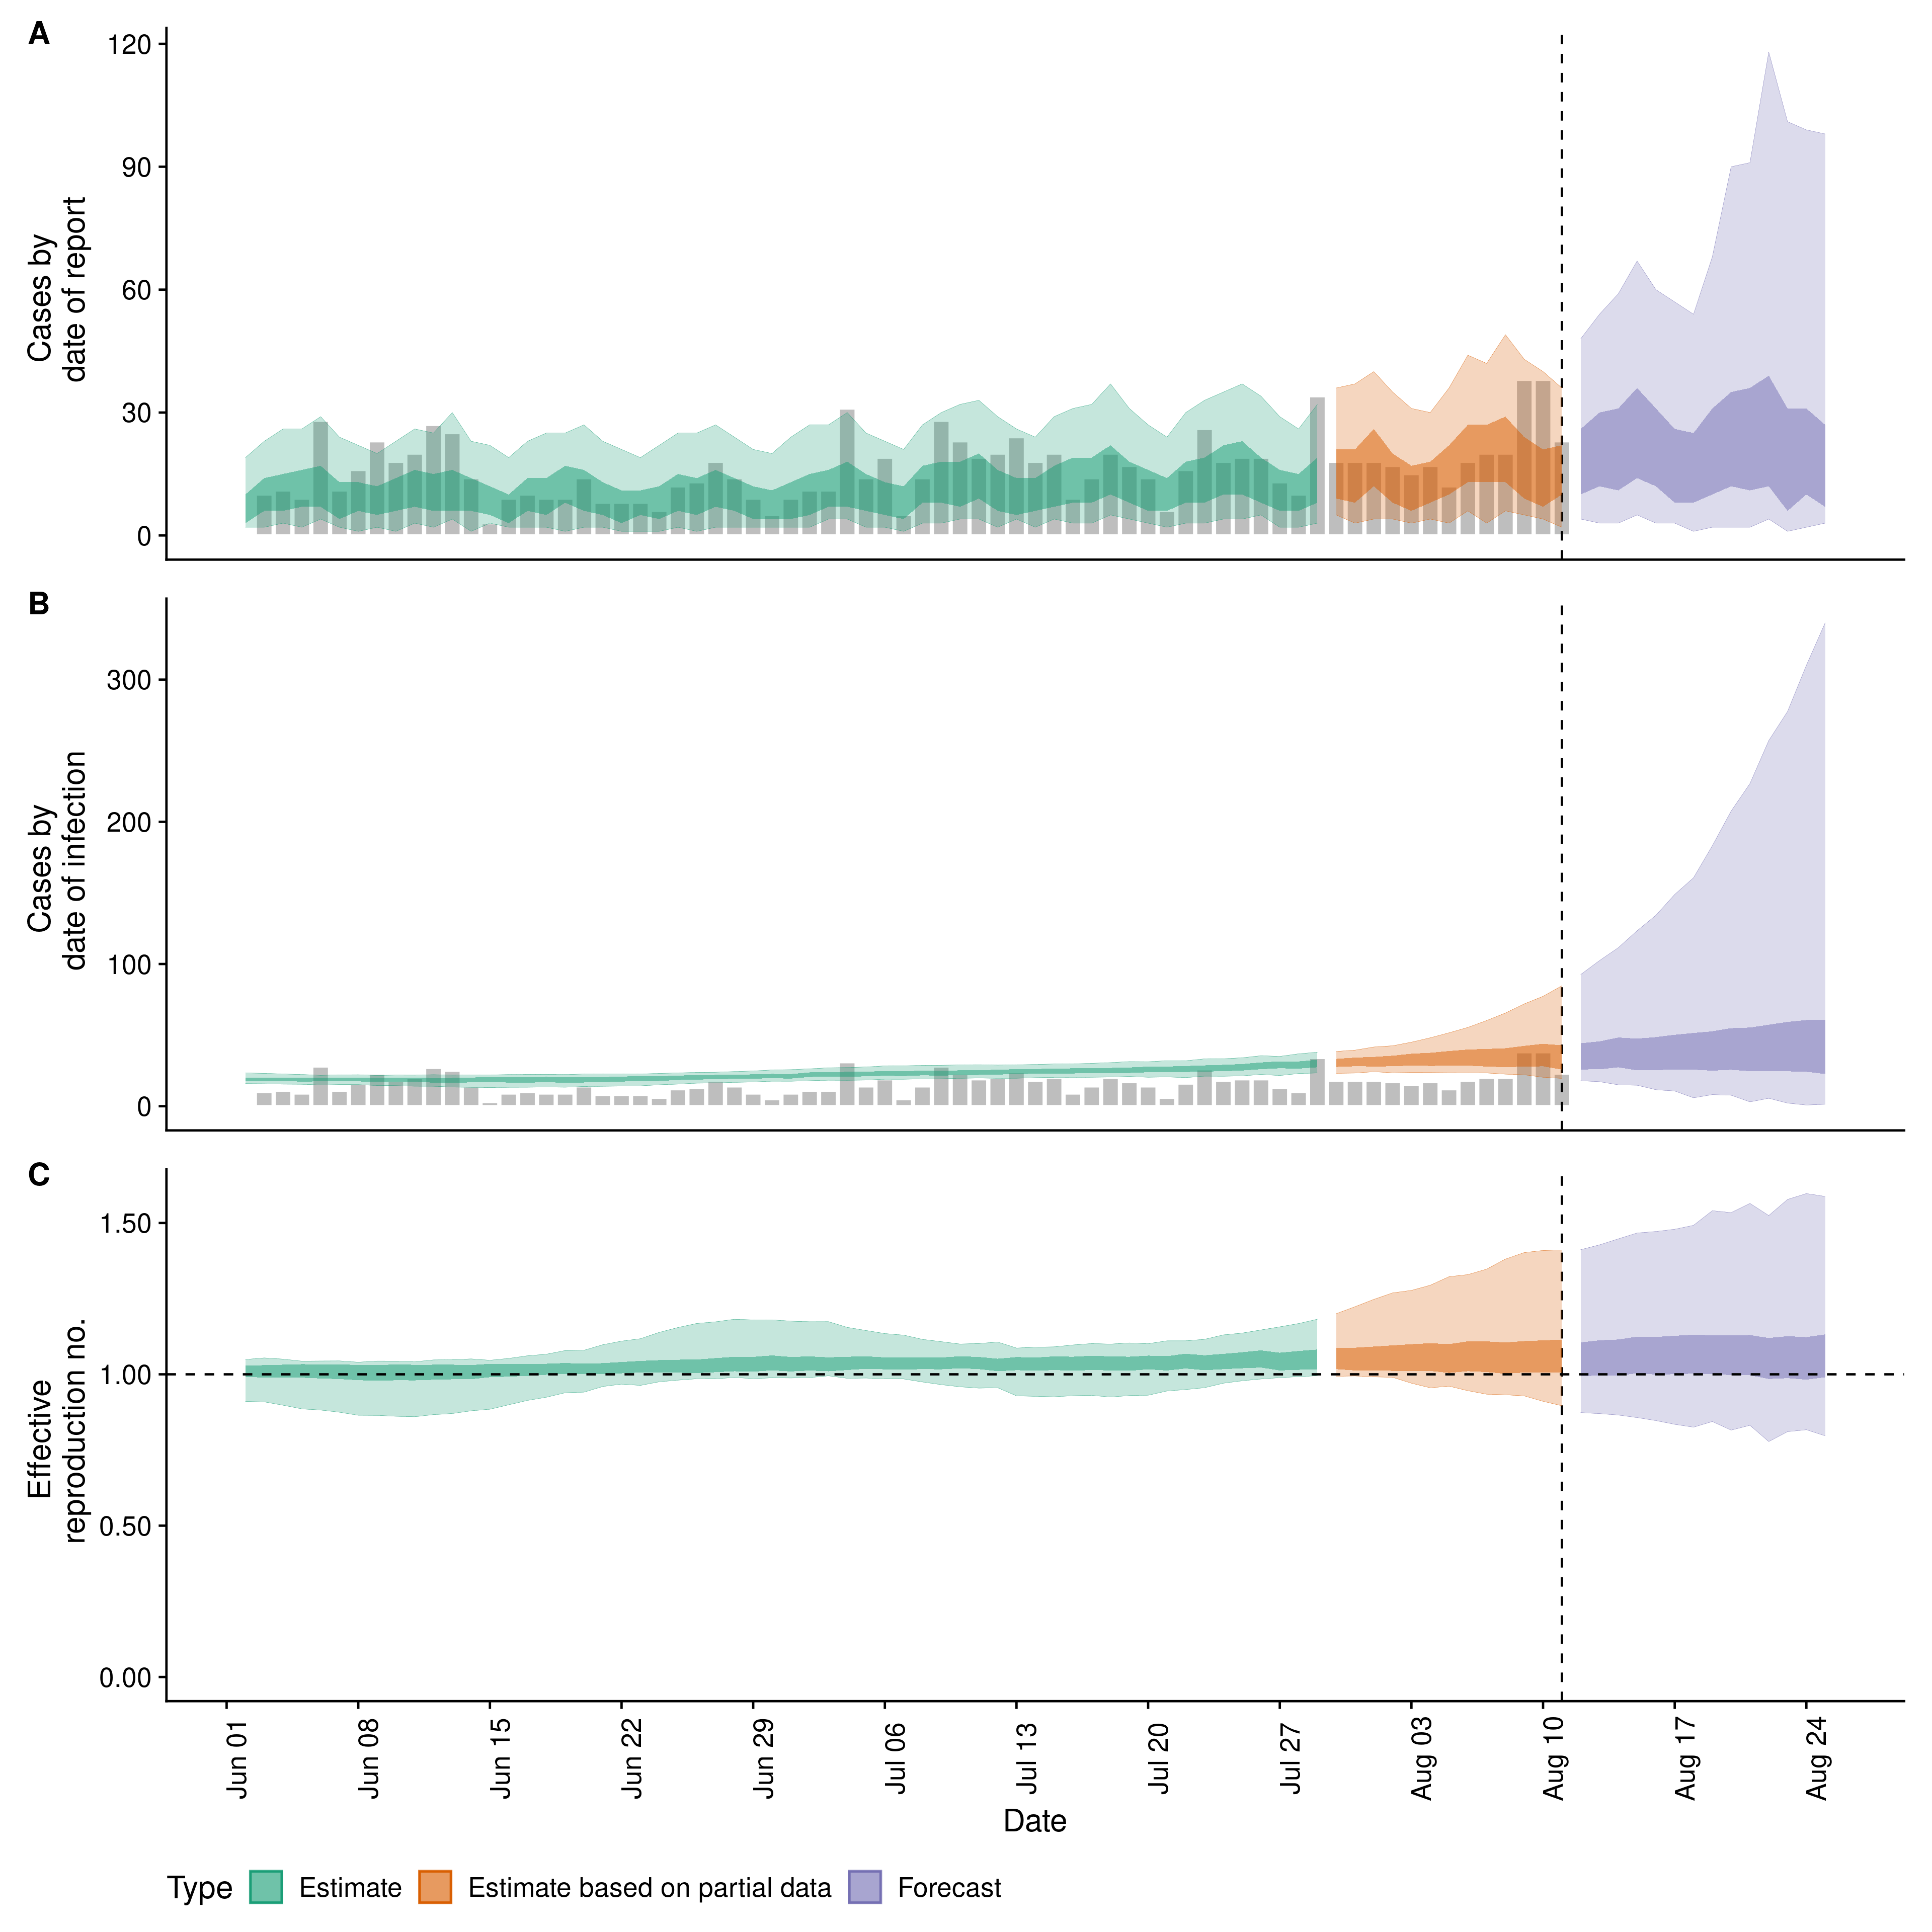 A
120
90
60
30
0
Cases by
date of report
B
300
200
100
0
Cases by
date of infection
C
1.50
1.00
0.50
0.00
Effective
reproduction no.
Jun 01
Jun 08
Jun 15
Jun 22
Jun 29
Jul 06
Jul 13
Jul 20
Jul 27
Aug 03
Aug 10
Aug 17
Aug 24
Date
Type Estimate Estimate based on partial data Forecast